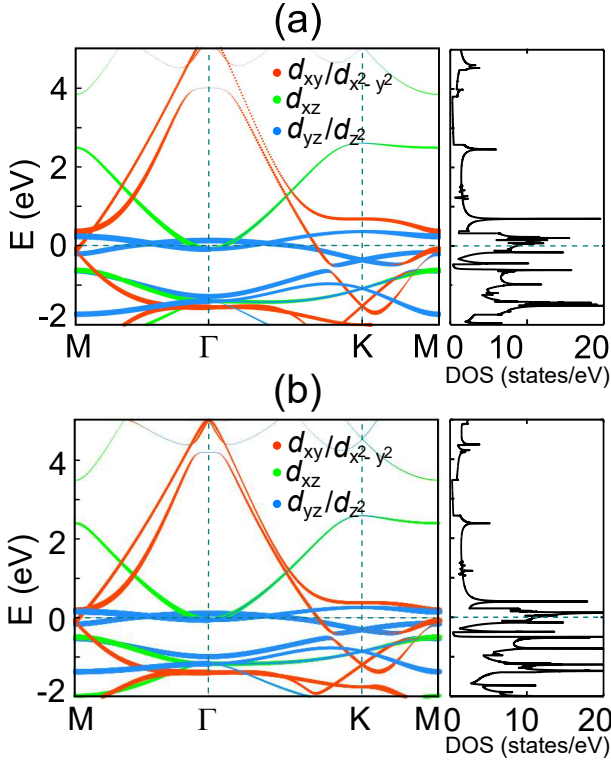 (a)
E (eV)
4
2
0
-2
M Γ K M
d_xy/d_x²-y²
d_xz
d_yz/d_z²
0 10 20
DOS (states/eV)
(b)
E (eV)
4
2
0
-2
M Γ K M
d_xy/d_x²-y²
d_xz
d_yz/d_z²
0 10 20
DOS (states/eV)